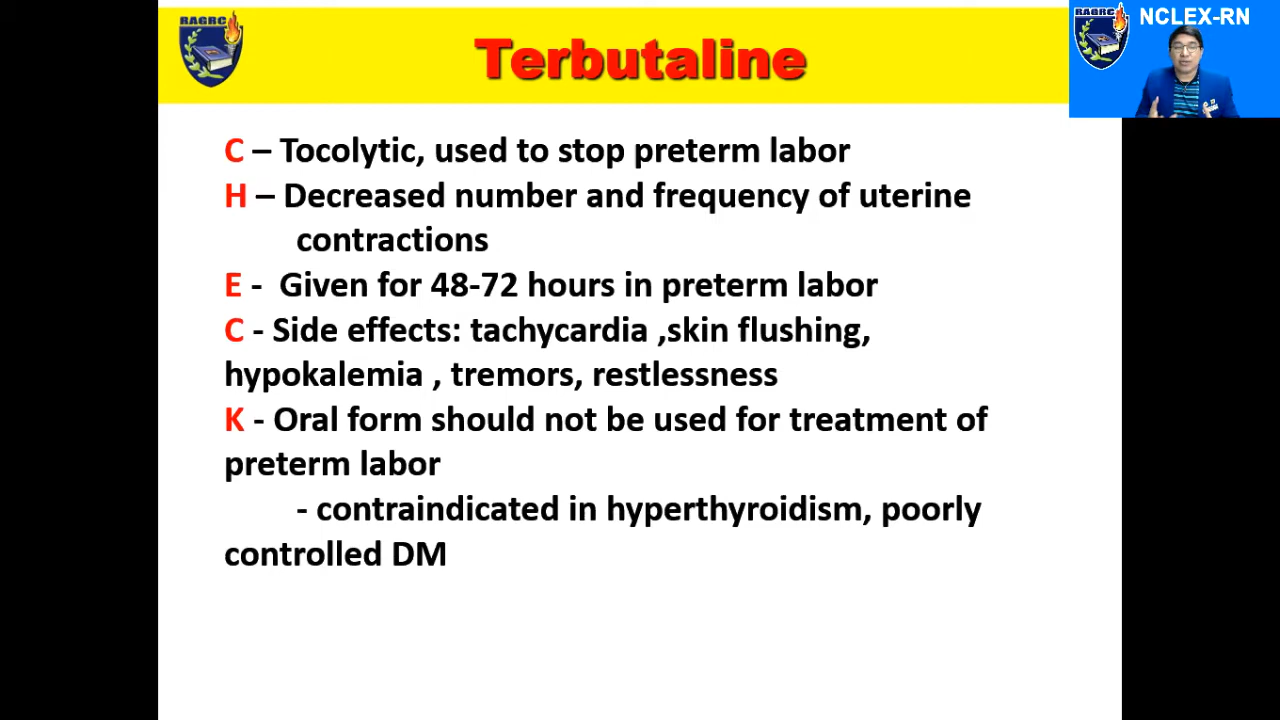 RAGRC
Terbutaline
RAGRC
NCLEX-RN
C – Tocolytic, used to stop preterm labor
H – Decreased number and frequency of uterine
contractions
E - Given for 48-72 hours in preterm labor
C - Side effects: tachycardia ,skin flushing,
hypokalemia , tremors, restlessness
K - Oral form should not be used for treatment of
preterm labor
- contraindicated in hyperthyroidism, poorly
controlled DM